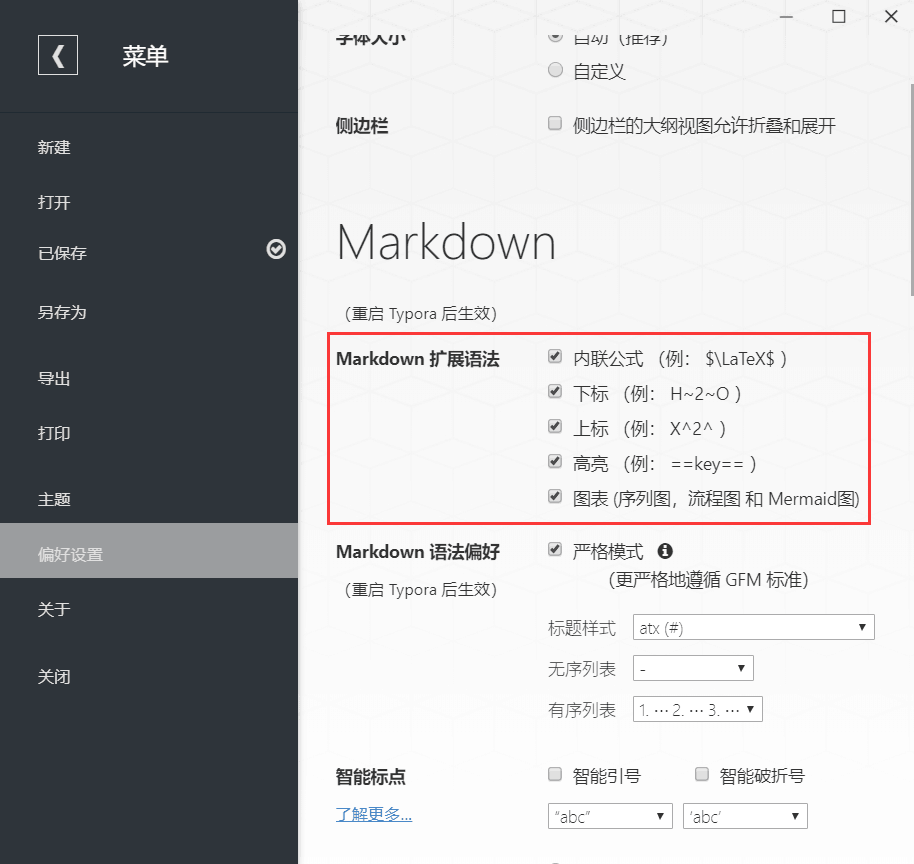 菜单
新建
打开
已保存
另存为
导出
打印
主题
偏好设置
关于
关闭
字体大小
自动（推荐）
自定义
侧边栏
侧边栏的大纲视图允许折叠和展开
Markdown
（重启 Typora 后生效）
Markdown 扩展语法
内联公式 （例： $\LaTeX$ ）
下标 （例： H~2~O ）
上标 （例： X^2^ ）
高亮 （例： ==key== ）
图表 (序列图，流程图 和 Mermaid图)
Markdown 语法偏好
严格模式
（更严格地遵循 GFM 标准）
（重启 Typora 后生效）
标题样式 atx (#)
无序列表 -
有序列表 1. ··· 2. ··· 3. ···
智能标点
智能引号 智能破折号
了解更多...
“ab” ‘abc’